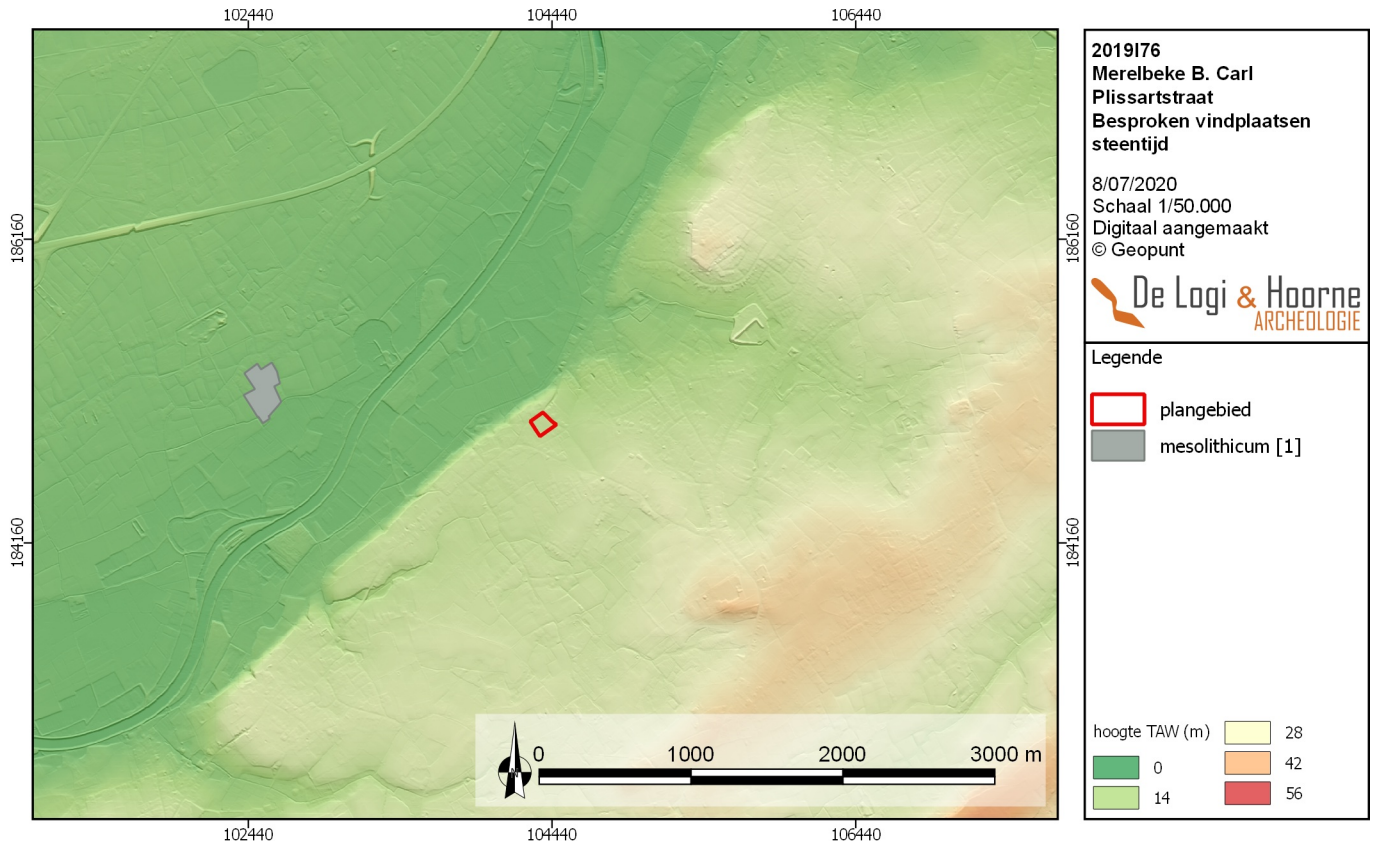 102440
104440
106440
186160
184160
186160
184160
102440
104440
106440
N
0
1000
2000
3000 m
2019I76
Merelbeke B. Carl
Plissartstraat
Besproken vindplaatsen
steentijd
8/07/2020
Schaal 1/50.000
Digitaal aangemaakt
© Geopunt
De Logi & Hoorne
ARCHEOLOGIE
Legende
plangebied
mesolithicum [1]
hoogte TAW (m)
0
14
28
42
56